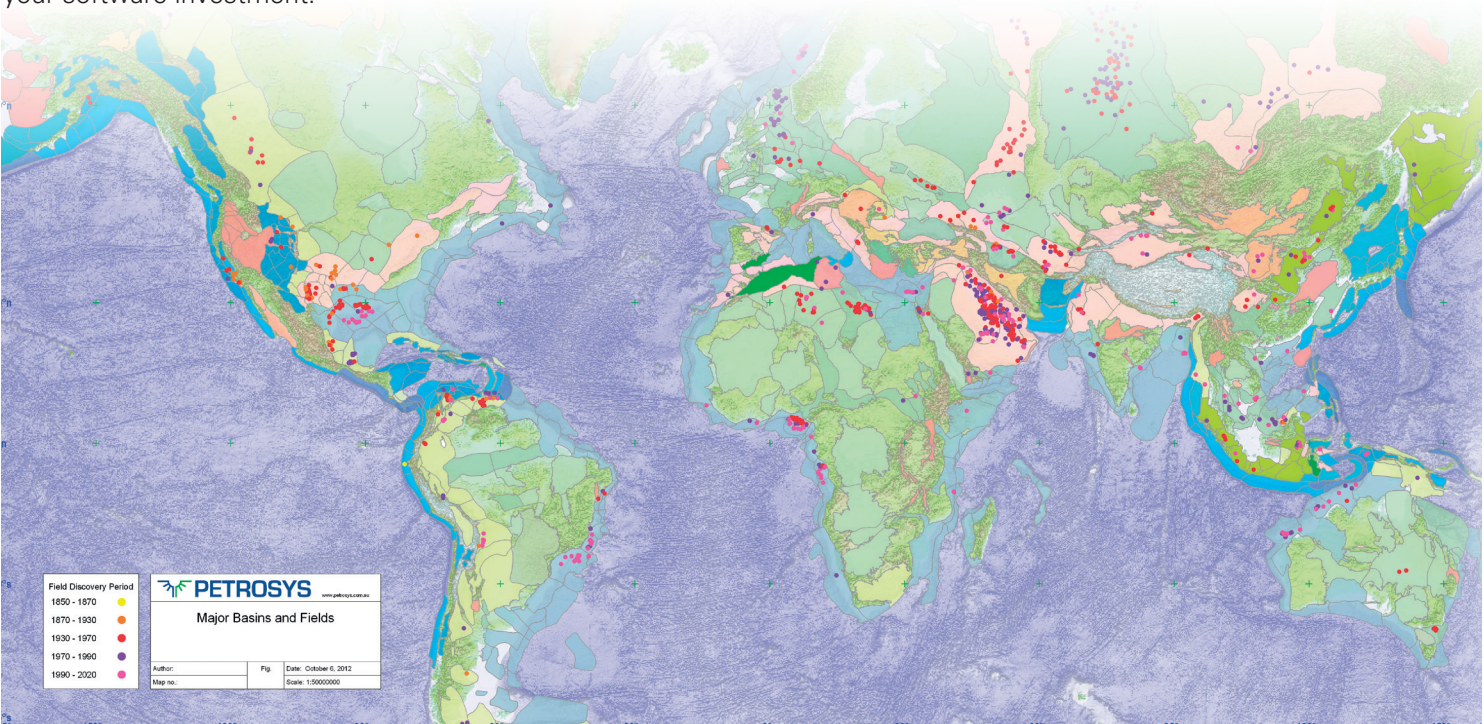 your software investment.
Field Discovery Period
1850 - 1870
1870 - 1930
1930 - 1970
1970 - 1990
1990 - 2020
PETROSYS www.petrosys.com.au
Major Basins and Fields
Author: Fig. Date: October 6, 2012
Map no.: Scale: 1:50000000